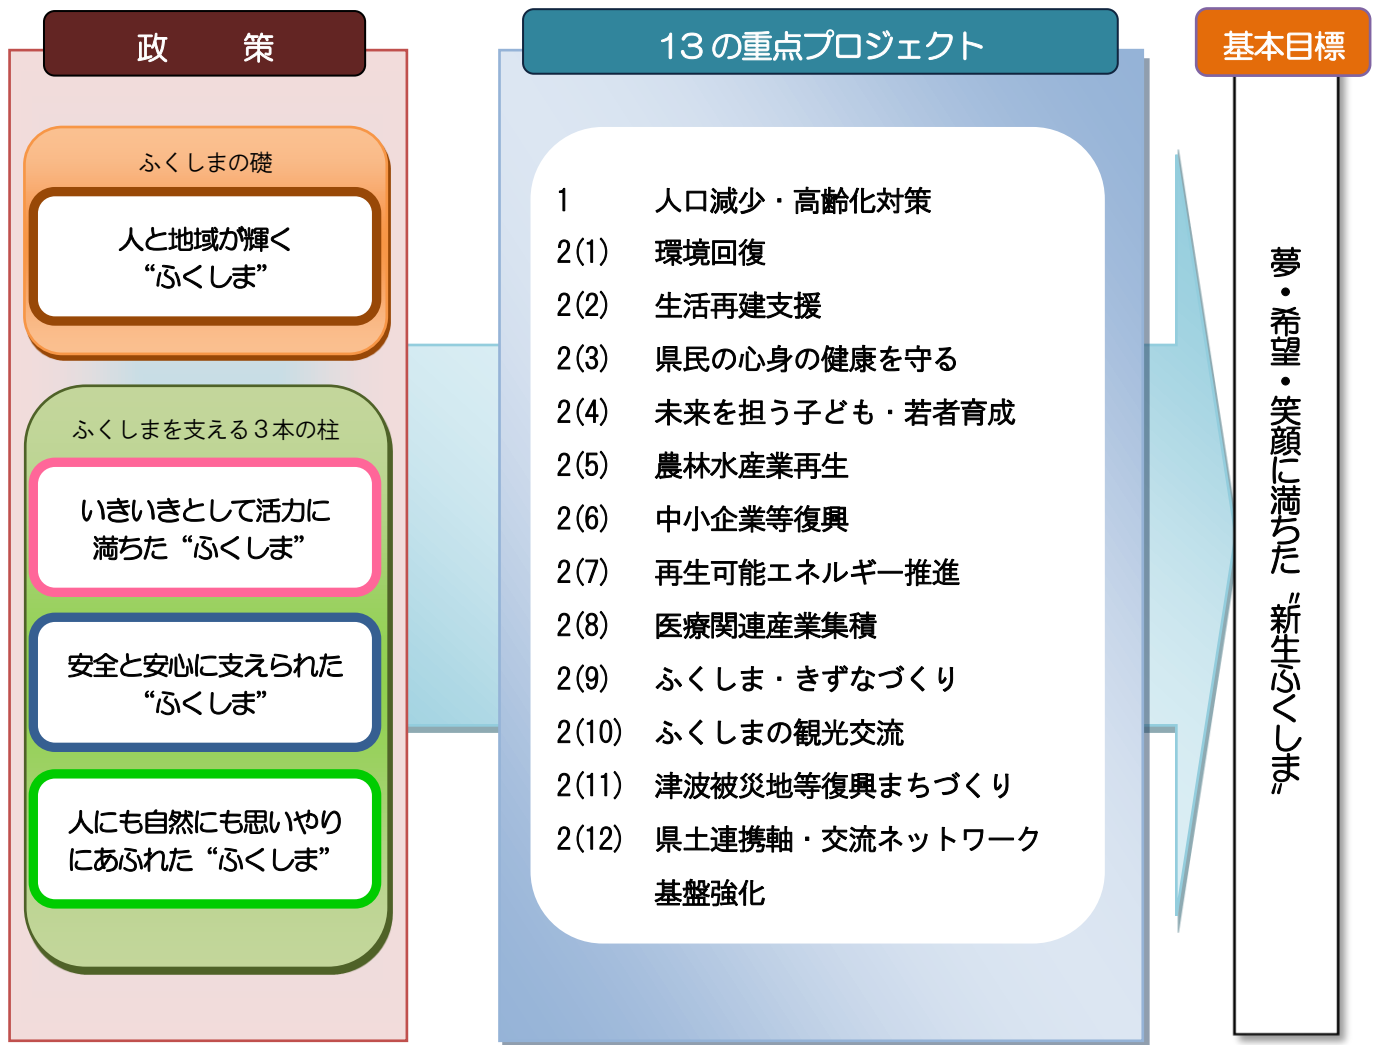 政　　策
ふくしまの礎
人と地域が輝く
“ふくしま”
ふくしまを支える３本の柱
いきいきとして活力に
満ちた“ふくしま”
安全と安心に支えられた
“ふくしま”
人にも自然にも思いやり
にあふれた“ふくしま”
13の重点プロジェクト
1 人口減少・高齢化対策
2(1) 環境回復
2(2) 生活再建支援
2(3) 県民の心身の健康を守る
2(4) 未来を担う子ども・若者育成
2(5) 農林水産業再生
2(6) 中小企業等復興
2(7) 再生可能エネルギー推進
2(8) 医療関連産業集積
2(9) ふくしま・きずなづくり
2(10) ふくしまの観光交流
2(11) 津波被災地等復興まちづくり
2(12) 県土連携軸・交流ネットワーク
基盤強化
基本目標
夢・希望・笑顔に満ちた〝新生ふくしま〟